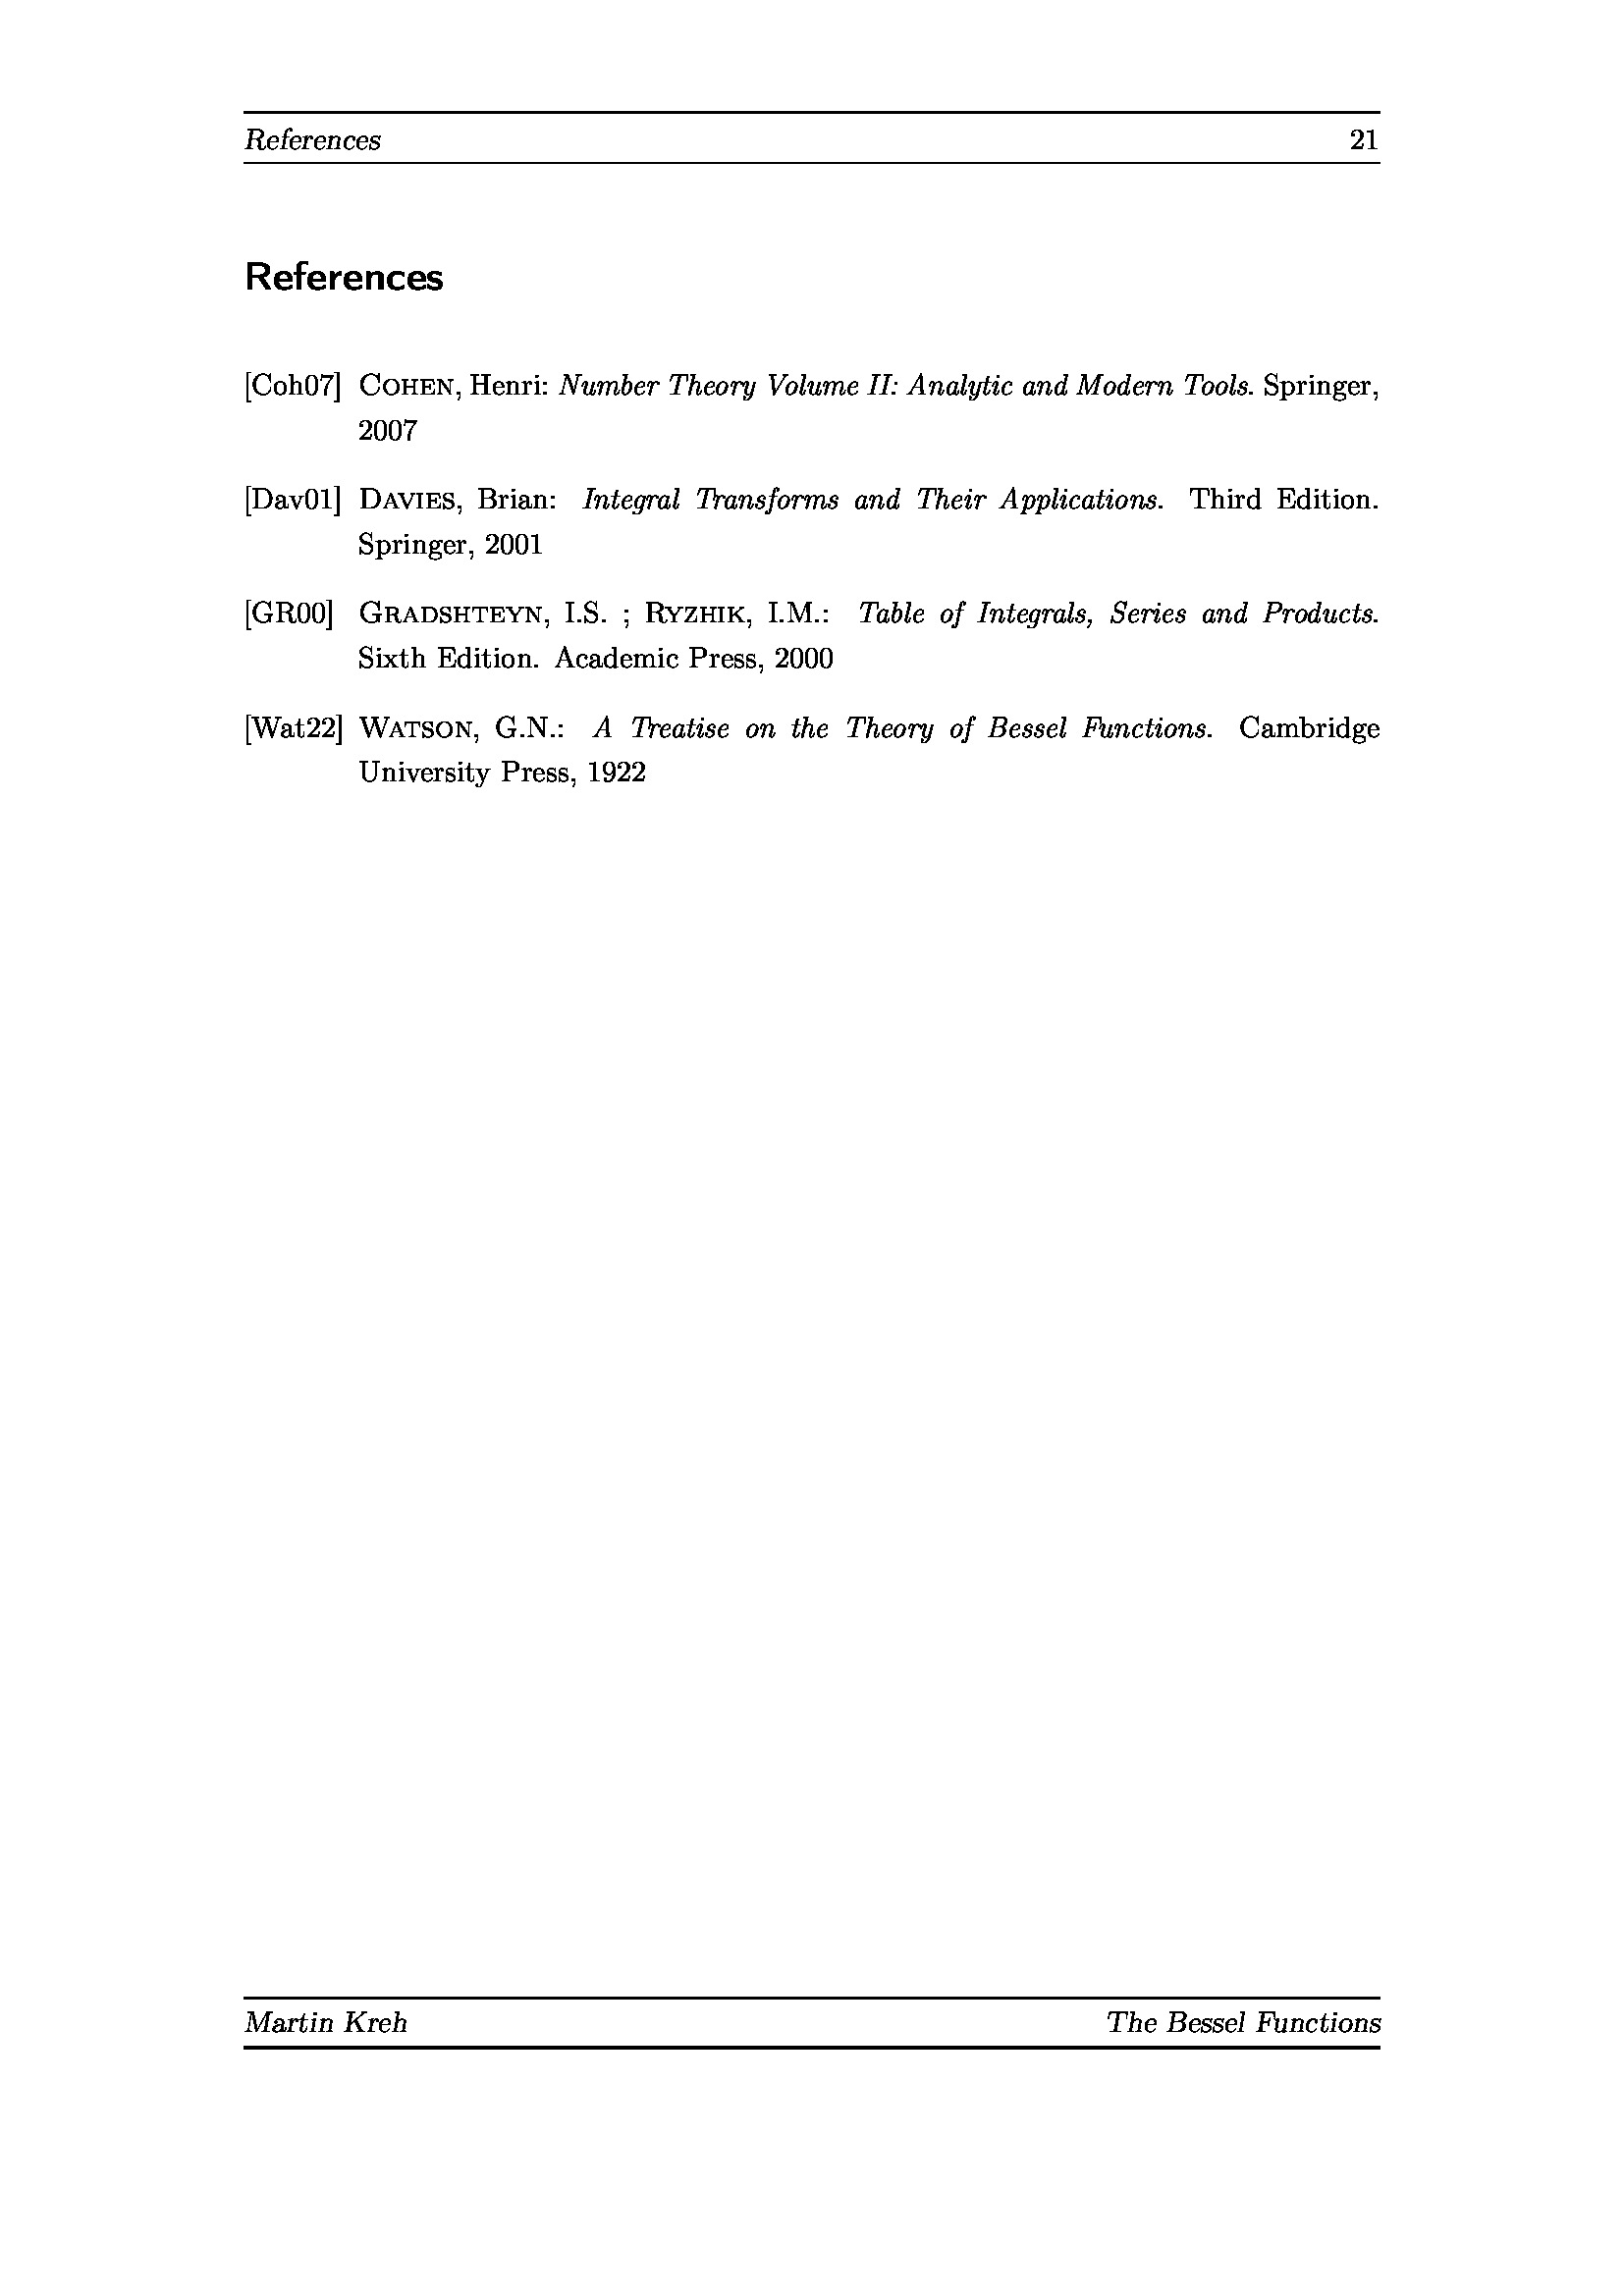 References 21
References
[Coh07] COHEN, Henri: Number Theory Volume II: Analytic and Modern Tools. Springer,
2007
[Dav01] DAVIES, Brian: Integral Transforms and Their Applications. Third Edition.
Springer, 2001
[GR00] GRADSHTEYN, I.S. ; RYZHIK, I.M.: Table of Integrals, Series and Products.
Sixth Edition. Academic Press, 2000
[Wat22] WATSON, G.N.: A Treatise on the Theory of Bessel Functions. Cambridge
University Press, 1922
Martin Kreh The Bessel Functions